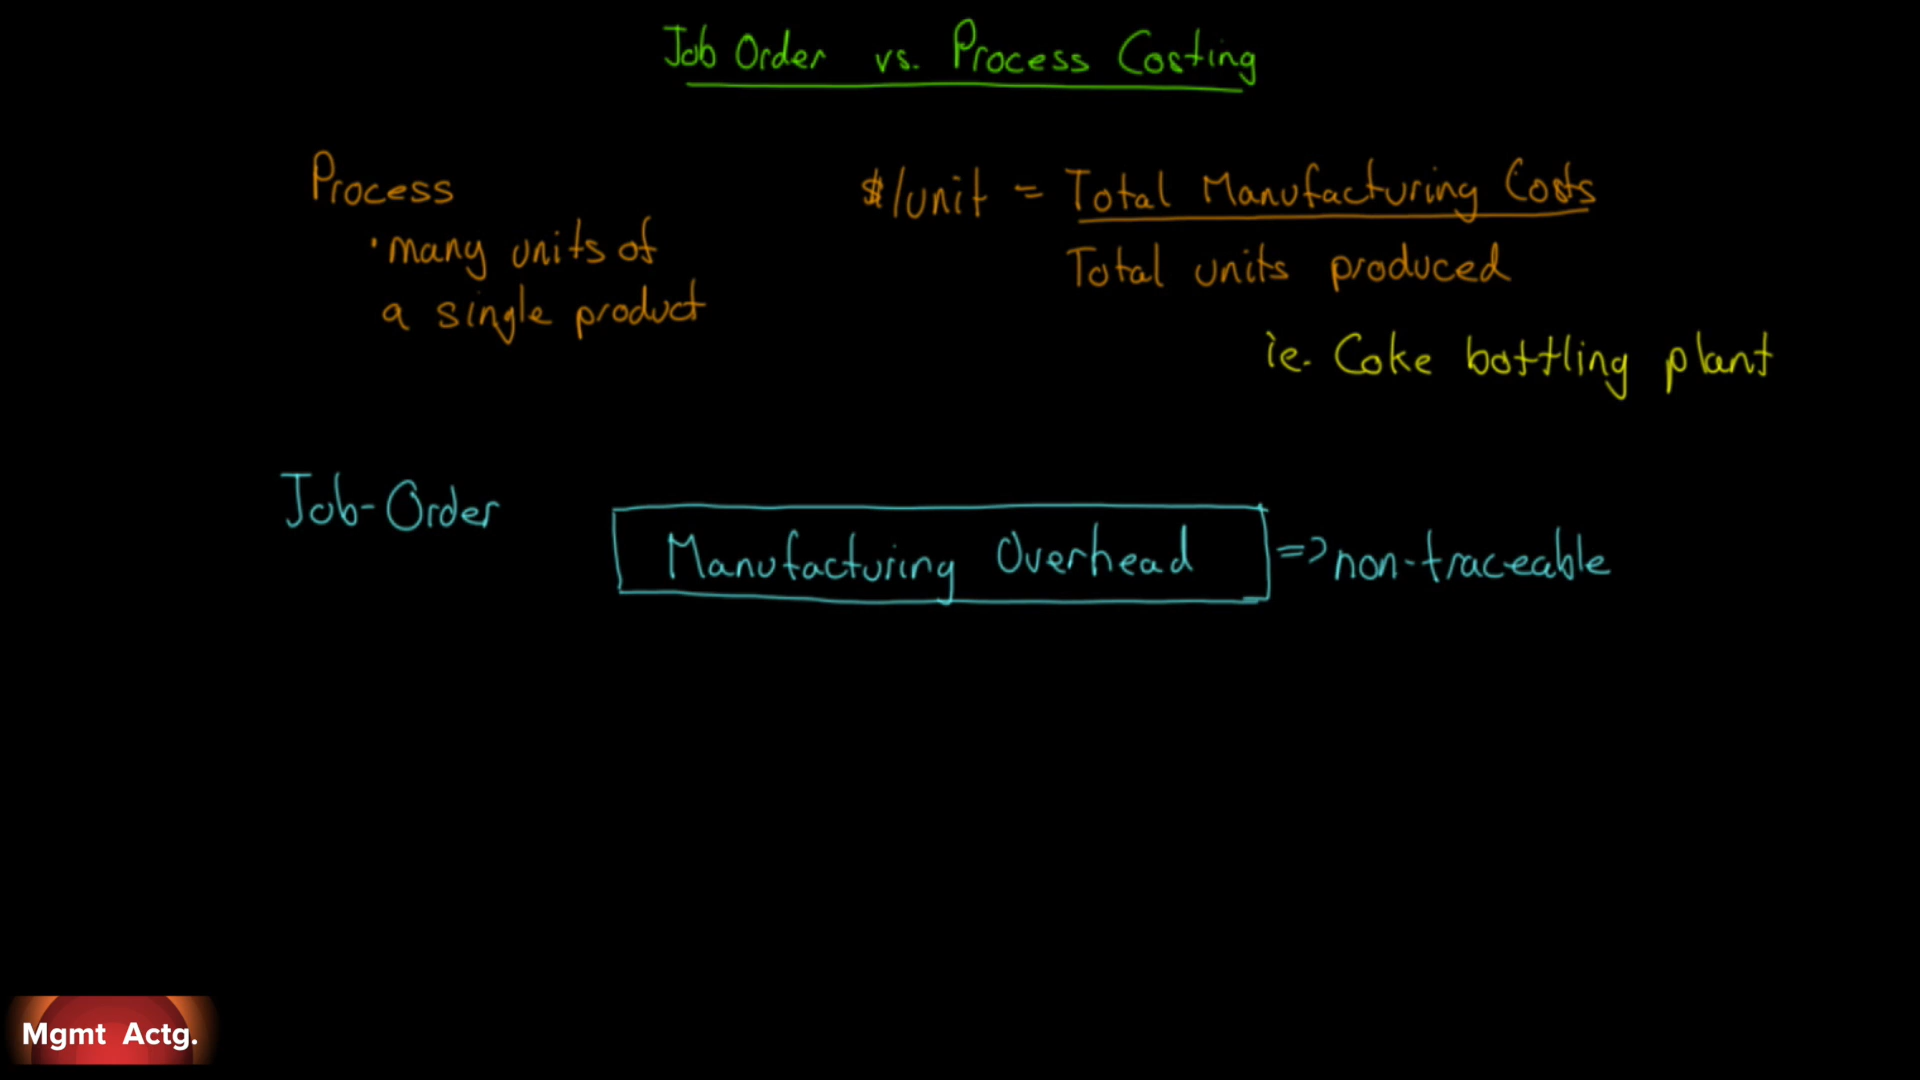 Job Order vs. Process Costing
Process
• many units of
a single product
$/unit = Total Manufacturing Costs
Total units produced
ie. Coke bottling plant
Job-Order
Manufacturing Overhead => non-traceable
Mgmt Actg.